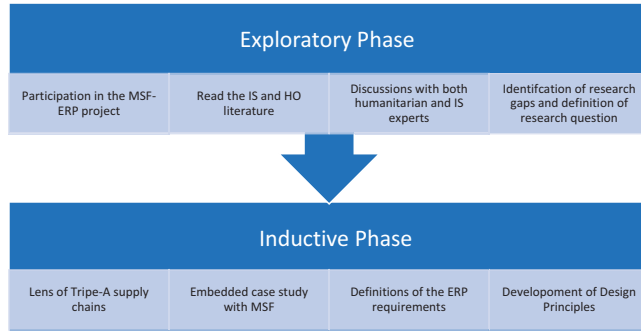 Exploratory Phase
Participation in the MSF-
ERP project
Read the IS and HO
literature
Discussions with both
humanitarian and IS
experts
Identifcation of research
gaps and definition of
research question
Inductive Phase
Lens of Tripe-A supply
chains
Embedded case study
with MSF
Definitions of the ERP
requirements
Developoment of Design
Principles